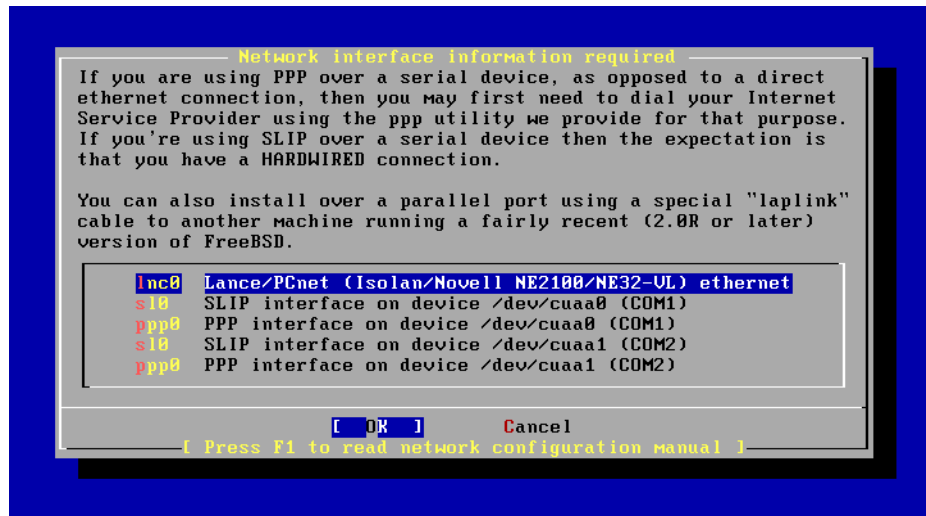 Network interface information required
If you are using PPP over a serial device, as opposed to a direct
ethernet connection, then you may first need to dial your Internet
Service Provider using the ppp utility we provide for that purpose.
If you're using SLIP over a serial device then the expectation is
that you have a HARDWIRED connection.
You can also install over a parallel port using a special "laplink"
cable to another machine running a fairly recent (2.0R or later)
version of FreeBSD.
lnc0 Lance/PCnet (Isolan/Novell NE2100/NE32-VL) ethernet
sl0 SLIP interface on device /dev/cuaa0 (COM1)
ppp0 PPP interface on device /dev/cuaa0 (COM1)
sl0 SLIP interface on device /dev/cuaa1 (COM2)
ppp0 PPP interface on device /dev/cuaa1 (COM2)
[ OK ] Cancel
[ Press F1 to read network configuration manual ]